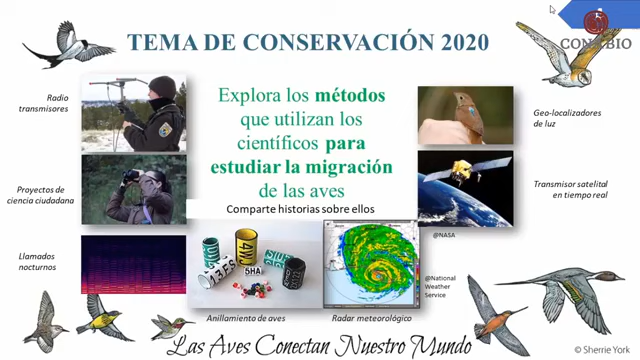 TEMA DE CONSERVACIÓN 2020
CONABIO
Radio
transmisores
Explora los métodos
que utilizan los
científicos para
estudiar la migración
de las aves
Comparte historias sobre ellos
Geo-localizadores
de luz
Proyectos de
ciencia ciudadana
Transmisor satelital
en tiempo real
@NASA
Llamados
nocturnos
5HA
@National
Weather
Service
Anillamiento de aves
Radar meteorológico
Las Aves Conectan Nuestro Mundo
© Sherrie York